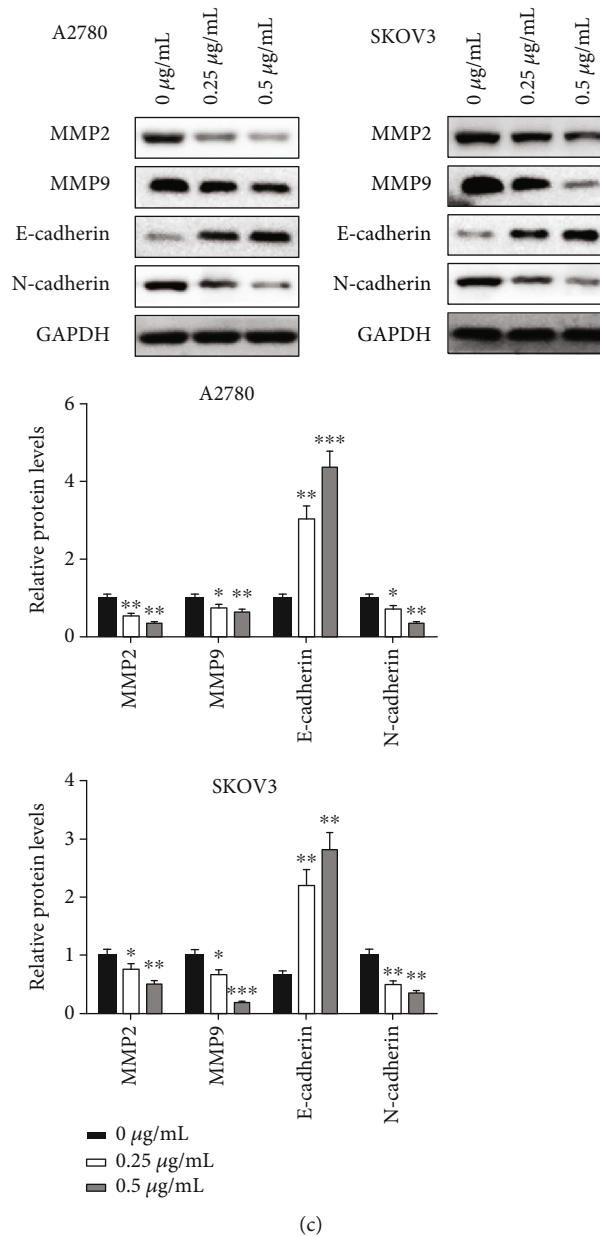 A2780
0 µg/mL
0.25 µg/mL
0.5 µg/mL
MMP2
MMP9
E-cadherin
N-cadherin
GAPDH
SKOV3
0 µg/mL
0.25 µg/mL
0.5 µg/mL
MMP2
MMP9
E-cadherin
N-cadherin
GAPDH
A2780
Relative protein levels
6
4
2
0
** **
* **
** ***
* **
MMP2
MMP9
E-cadherin
N-cadherin
SKOV3
Relative protein levels
4
3
2
1
0
* **
* ***
** **
** **
MMP2
MMP9
E-cadherin
N-cadherin
0 µg/mL
0.25 µg/mL
0.5 µg/mL
(c)